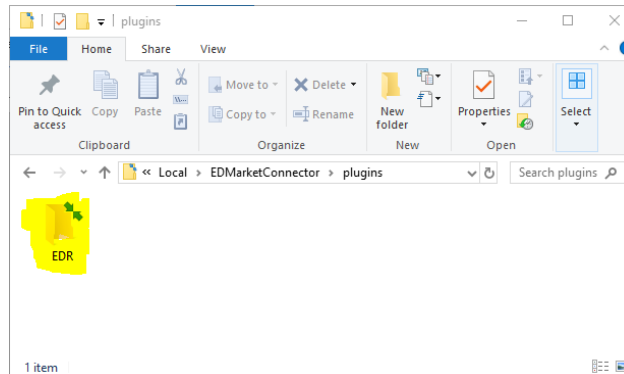 plugins
File Home Share View
Pin to Quick access
Copy
Paste
Move to
Copy to
Delete
Rename
New folder
Properties
Select
Clipboard Organize New Open
« Local › EDMarketConnector › plugins
Search plugins
EDR
1 item